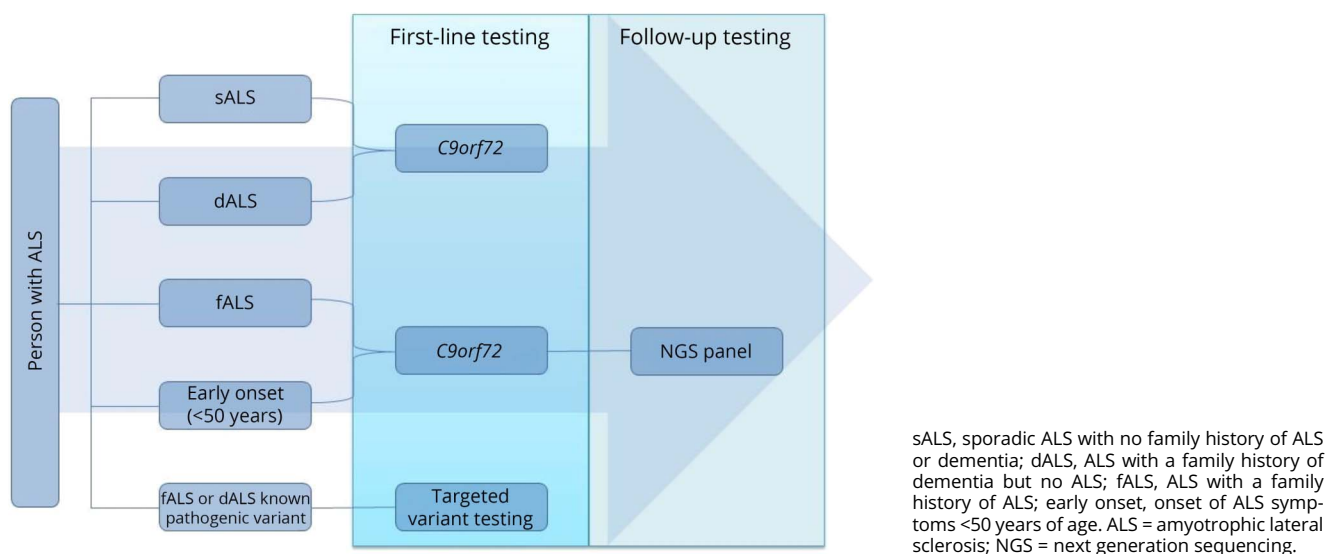 First-line testing
Follow-up testing
Person with ALS
sALS
dALS
fALS
Early onset
(<50 years)
fALS or dALS known
pathogenic variant
C9orf72
C9orf72
Targeted
variant testing
NGS panel
sALS, sporadic ALS with no family history of ALS
or dementia; dALS, ALS with a family history of
dementia but no ALS; fALS, ALS with a family
history of ALS; early onset, onset of ALS symp-
toms <50 years of age. ALS = amyotrophic lateral
sclerosis; NGS = next generation sequencing.